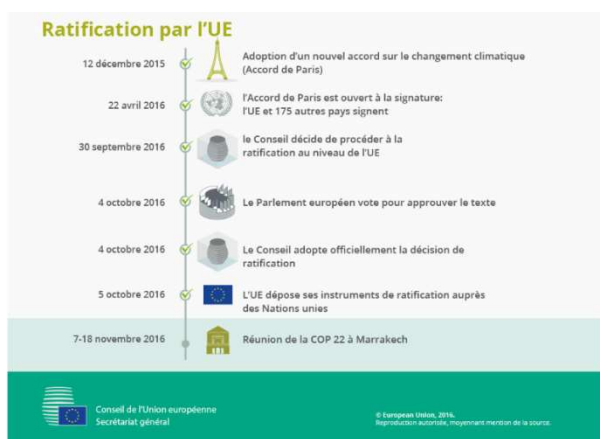 Ratification par l'UE
12 décembre 2015
Adoption d'un nouvel accord sur le changement climatique
(Accord de Paris)
22 avril 2016
l'Accord de Paris est ouvert à la signature:
l'UE et 175 autres pays signent
30 septembre 2016
le Conseil décide de procéder à la
ratification au niveau de l'UE
4 octobre 2016
Le Parlement européen vote pour approuver le texte
4 octobre 2016
Le Conseil adopte officiellement la décision de
ratification
5 octobre 2016
L'UE dépose ses instruments de ratification auprès
des Nations unies
7-18 novembre 2016
Réunion de la COP 22 à Marrakech
Conseil de l'Union européenne
Secrétariat général
© European Union, 2016.
Reproduction autorisée, moyennant mention de la source.